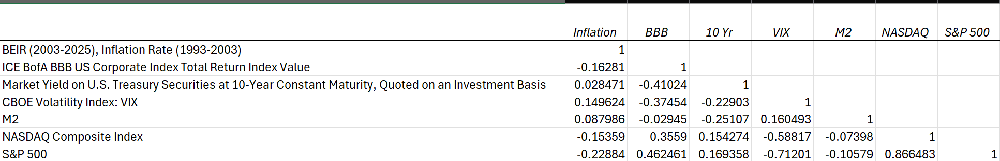 Inflation BBB 10 Yr VIX M2 NASDAQ S&P 500
BEIR (2003-2025), Inflation Rate (1993-2003) 1
ICE BofA BBB US Corporate Index Total Return Index Value -0.16281 1
Market Yield on U.S. Treasury Securities at 10-Year Constant Maturity, Quoted on an Investment Basis 0.028471 -0.41024 1
CBOE Volatility Index: VIX 0.149624 -0.37454 -0.22903 1
M2 0.087986 -0.02945 -0.25107 0.160493 1
NASDAQ Composite Index -0.15359 0.3559 0.154274 -0.58817 -0.07398 1
S&P 500 -0.22884 0.462461 0.169358 -0.71201 -0.10579 0.866483 1